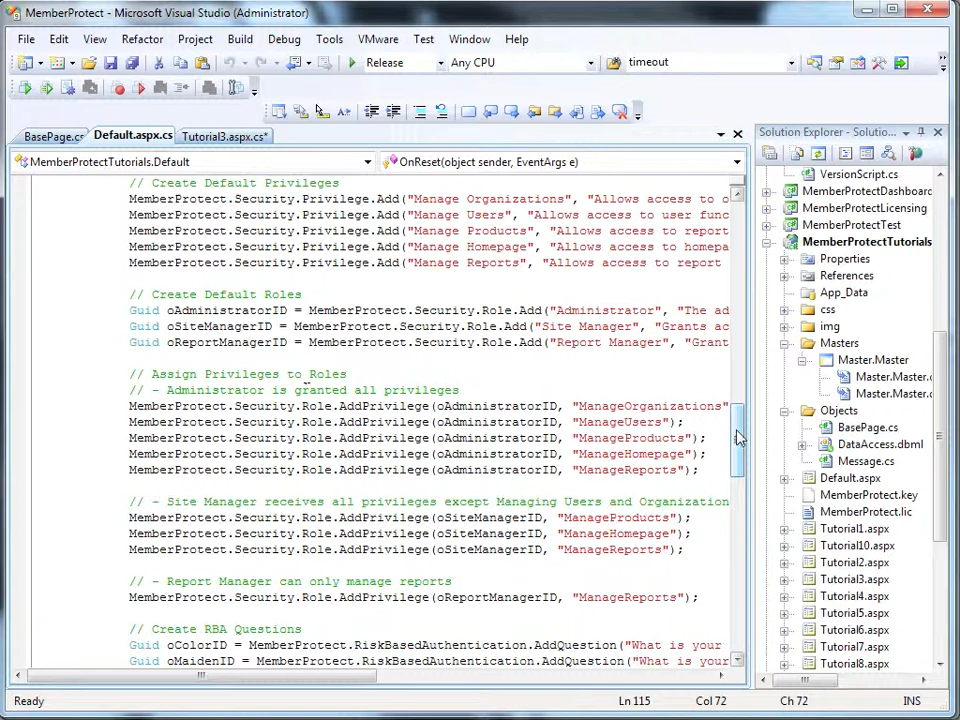 MemberProtect - Microsoft Visual Studio (Administrator)
File Edit View Refactor Project Build Debug Tools VMware Test Window Help
Release Any CPU timeout
BasePage.cs Default.aspx.cs Tutorial3.aspx.cs*
Solution Explorer - Solutio...
MemberProtectTutorials.Default OnReset(object sender, EventArgs e)
// Create Default Privileges
MemberProtect.Security.Privilege.Add("Manage Organizations", "Allows access to o
MemberProtect.Security.Privilege.Add("Manage Users", "Allows access to user func
MemberProtect.Security.Privilege.Add("Manage Products", "Allows access to report
MemberProtect.Security.Privilege.Add("Manage Homepage", "Allows access to homepa
MemberProtect.Security.Privilege.Add("Manage Reports", "Allows access to report
// Create Default Roles
Guid oAdministratorID = MemberProtect.Security.Role.Add("Administrator", "The ad
Guid oSiteManagerID = MemberProtect.Security.Role.Add("Site Manager", "Grants ac
Guid oReportManagerID = MemberProtect.Security.Role.Add("Report Manager", "Grant
// Assign Privileges to Roles
// - Administrator is granted all privileges
MemberProtect.Security.Role.AddPrivilege(oAdministratorID, "ManageOrganizations"
MemberProtect.Security.Role.AddPrivilege(oAdministratorID, "ManageUsers");
MemberProtect.Security.Role.AddPrivilege(oAdministratorID, "ManageProducts");
MemberProtect.Security.Role.AddPrivilege(oAdministratorID, "ManageHomepage");
MemberProtect.Security.Role.AddPrivilege(oAdministratorID, "ManageReports");
// - Site Manager receives all privileges except Managing Users and Organization
MemberProtect.Security.Role.AddPrivilege(oSiteManagerID, "ManageProducts");
MemberProtect.Security.Role.AddPrivilege(oSiteManagerID, "ManageHomepage");
MemberProtect.Security.Role.AddPrivilege(oSiteManagerID, "ManageReports");
// - Report Manager can only manage reports
MemberProtect.Security.Role.AddPrivilege(oReportManagerID, "ManageReports");
// Create RBA Questions
Guid oColorID = MemberProtect.RiskBasedAuthentication.AddQuestion("What is your
Guid oMaidenID = MemberProtect.RiskBasedAuthentication.AddQuestion("What is your
VersionScript.cs
MemberProtectDashboard
MemberProtectLicensing
MemberProtectTest
MemberProtectTutorials
Properties
References
App_Data
css
img
Masters
Master.Master
Master.Master.c
Master.Master.c
Objects
BasePage.cs
DataAccess.dbml
Message.cs
Default.aspx
MemberProtect.key
MemberProtect.lic
Tutorial1.aspx
Tutorial10.aspx
Tutorial2.aspx
Tutorial3.aspx
Tutorial4.aspx
Tutorial5.aspx
Tutorial6.aspx
Tutorial7.aspx
Tutorial8.aspx
Ready Ln 115 Col 72 Ch 72 INS